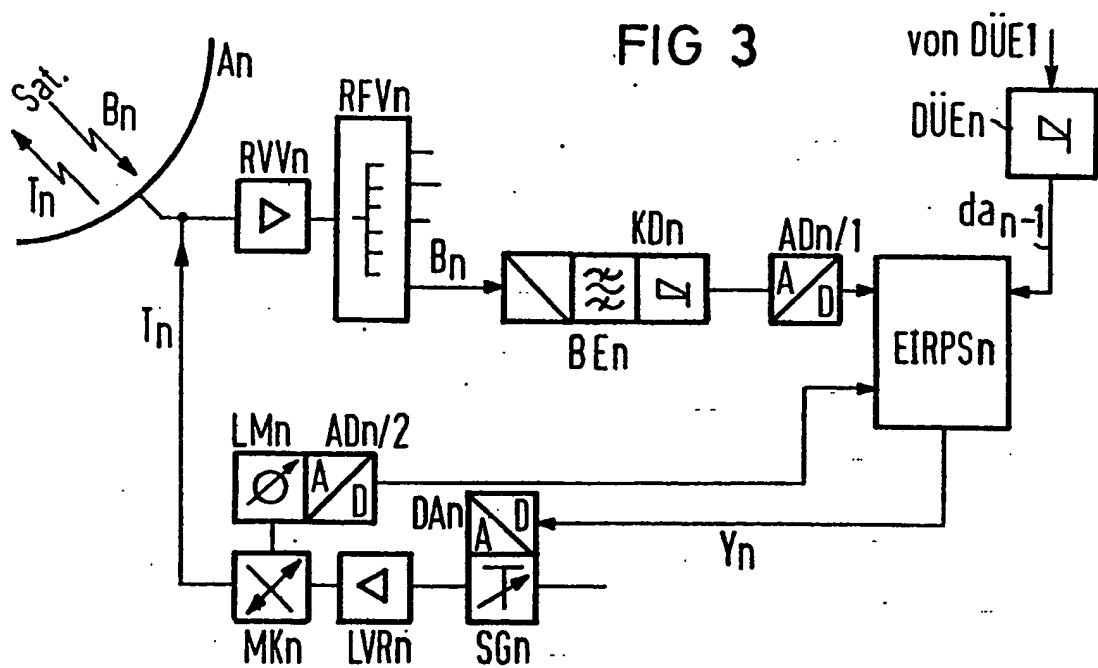 FIG 3
von DÜE1
DÜEn
da n-1
An
Sat.
Bn
Tn
RFVn
RVVn
Bn
KDn
BEn
ADn/1
A
D
EIRPSn
Tn
LMn
ADn/2
A
D
DAn
D
A
Yn
MKn
LVRn
SGn